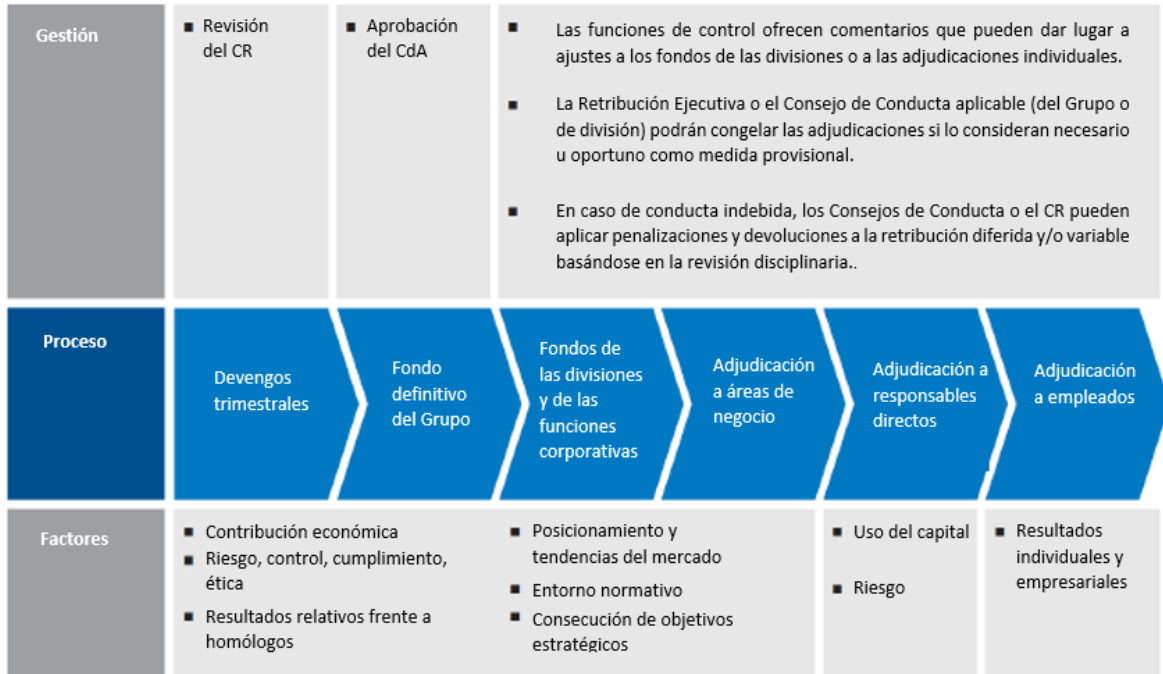 Gestión
■ Revisión
del CR
■ Aprobación
del CdA
■ Las funciones de control ofrecen comentarios que pueden dar lugar a
ajustes a los fondos de las divisiones o a las adjudicaciones individuales.
■ La Retribución Ejecutiva o el Consejo de Conducta aplicable (del Grupo o
de división) podrán congelar las adjudicaciones si lo consideran necesario
u oportuno como medida provisional.
■ En caso de conducta indebida, los Consejos de Conducta o el CR pueden
aplicar penalizaciones y devoluciones a la retribución diferida y/o variable
basándose en la revisión disciplinaria..
Proceso
Devengos
trimestrales
Fondo
definitivo
del Grupo
Fondos de
las divisiones
y de las
funciones
corporativas
Adjudicación
a áreas de
negocio
Adjudicación a
responsables
directos
Adjudicación
a empleados
Factores
■ Contribución económica
■ Riesgo, control, cumplimiento,
ética
■ Resultados relativos frente a
homólogos
■ Posicionamiento y
tendencias del mercado
■ Entorno normativo
■ Consecución de objetivos
estratégicos
■ Uso del capital
■ Riesgo
■ Resultados
individuales y
empresariales